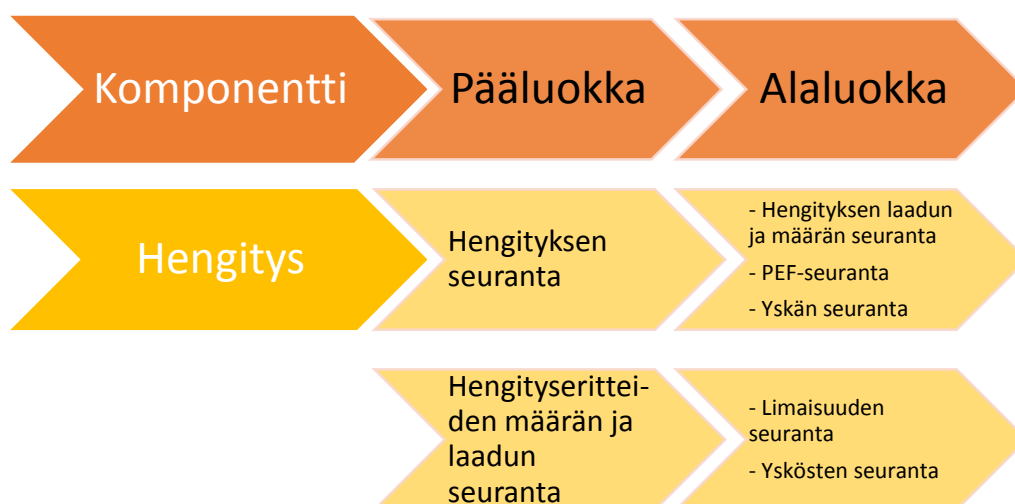 Komponentti
Pääluokka
Alaluokka
Hengitys
Hengityksen
seuranta
- Hengityksen laadun
ja määrän seuranta
- PEF-seuranta
- Yskän seuranta
Hengityserittei-
den määrän ja
laadun
seuranta
- Limaisuuden
seuranta
- Yskösten seuranta